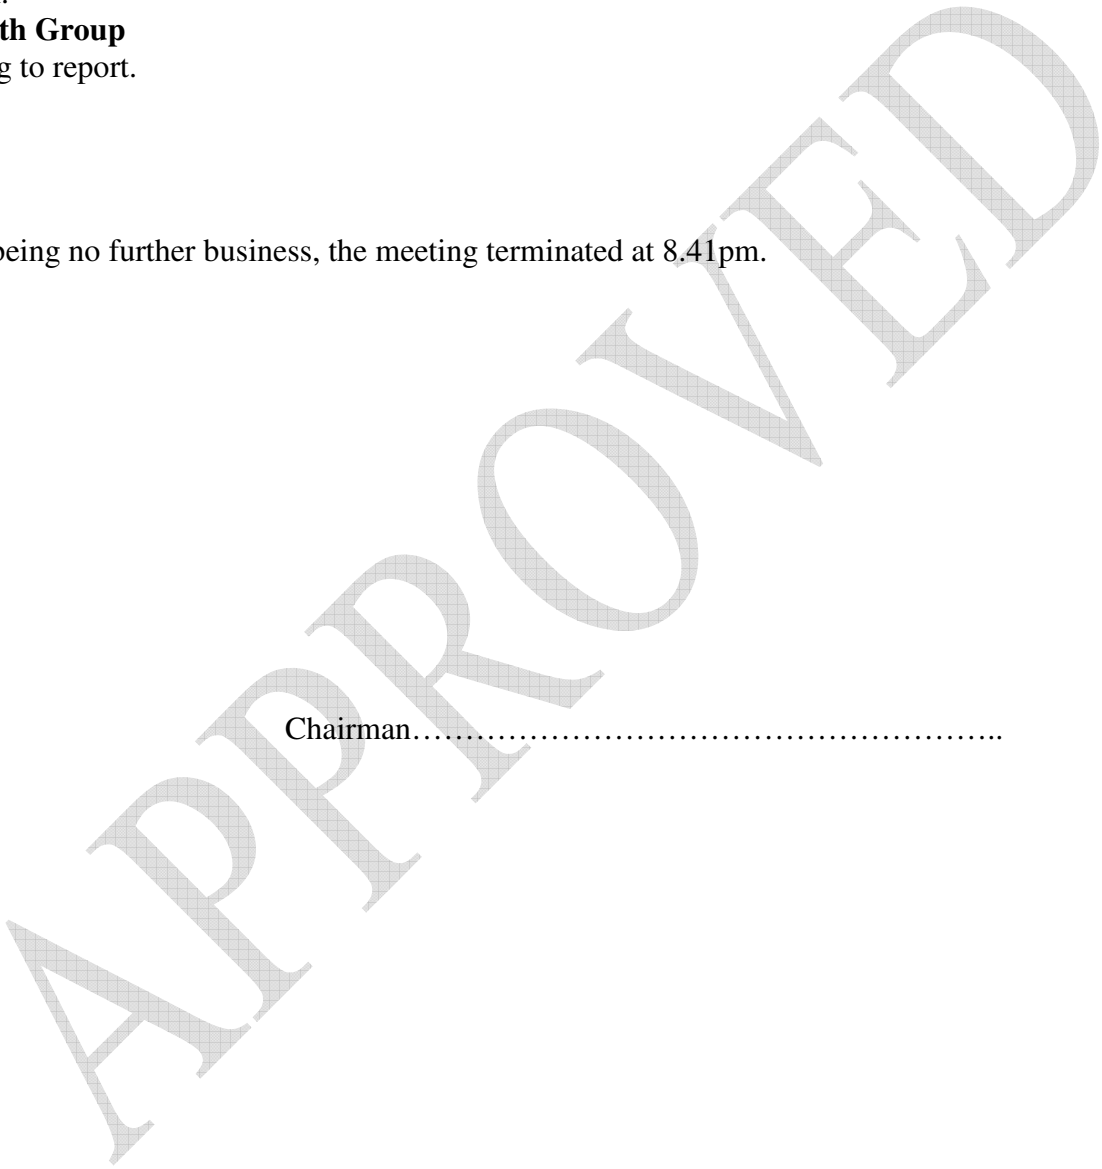 th Group
g to report.
being no further business, the meeting terminated at 8.41pm.
Chairman…………………………………………………..
APPROVED